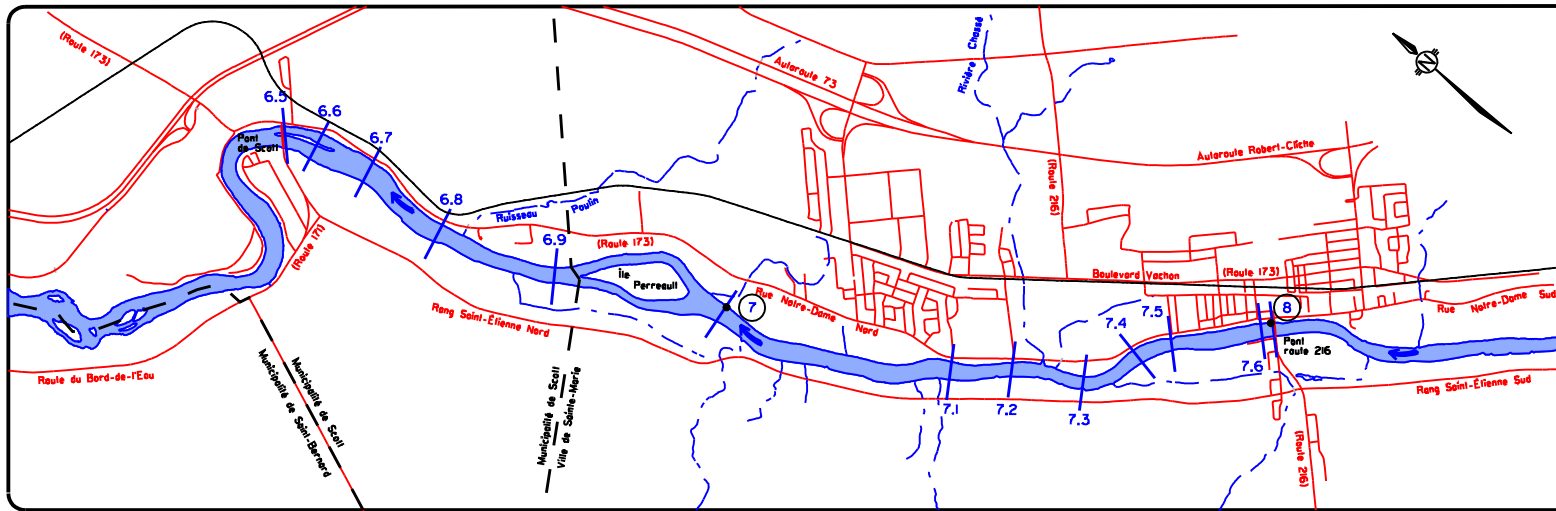 (Route 173)
6.5
6.6
6.7
6.8
6.9
Pont
de Scott
(Route 171)
Ruisseau
Poulin
(Route 173)
Île
Perreault
7
Rue Notre-Dame Nord
Rang Saint-Étienne Nord
Route du Bord-de-l'Eau
Municipalité de Scott
Municipalité de Saint-Bernard
Municipalité de Scott
Ville de Sainte-Marie
Autoroute 73
Rivière Chassé
(Route 216)
Autoroute Robert-Cliche
N
Boulevard Vachon
(Route 173)
7.1
7.2
7.3
7.4
7.5
7.6
8
Pont
route 216
Rue Notre-Dame Sud
Rang Saint-Étienne Sud
(Route 216)